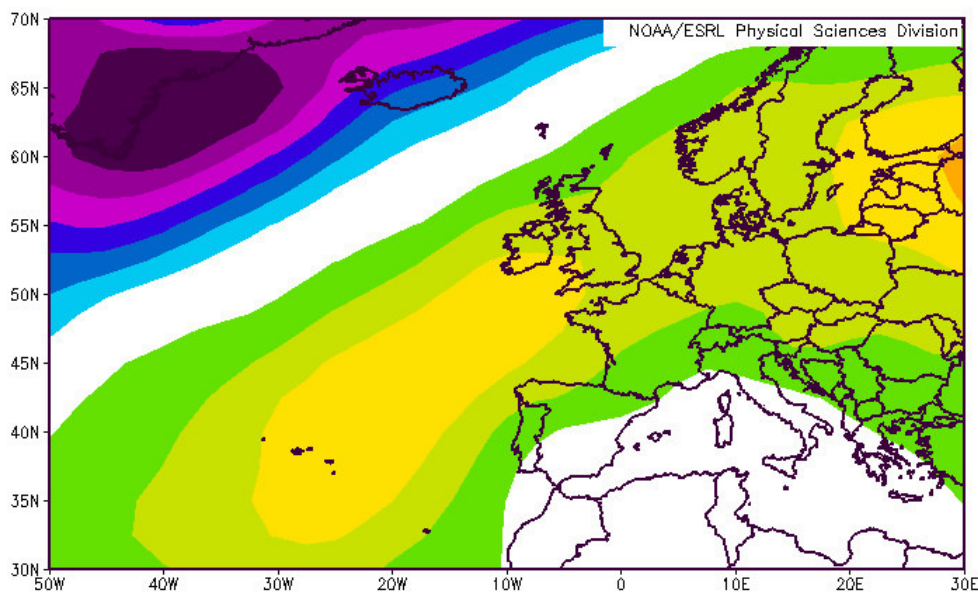 70N
NOAA/ESRL Physical Sciences Division
65N
60N
55N
50N
45N
40N
35N
30N
50W 40W 30W 20W 10W 0 10E 20E 30E